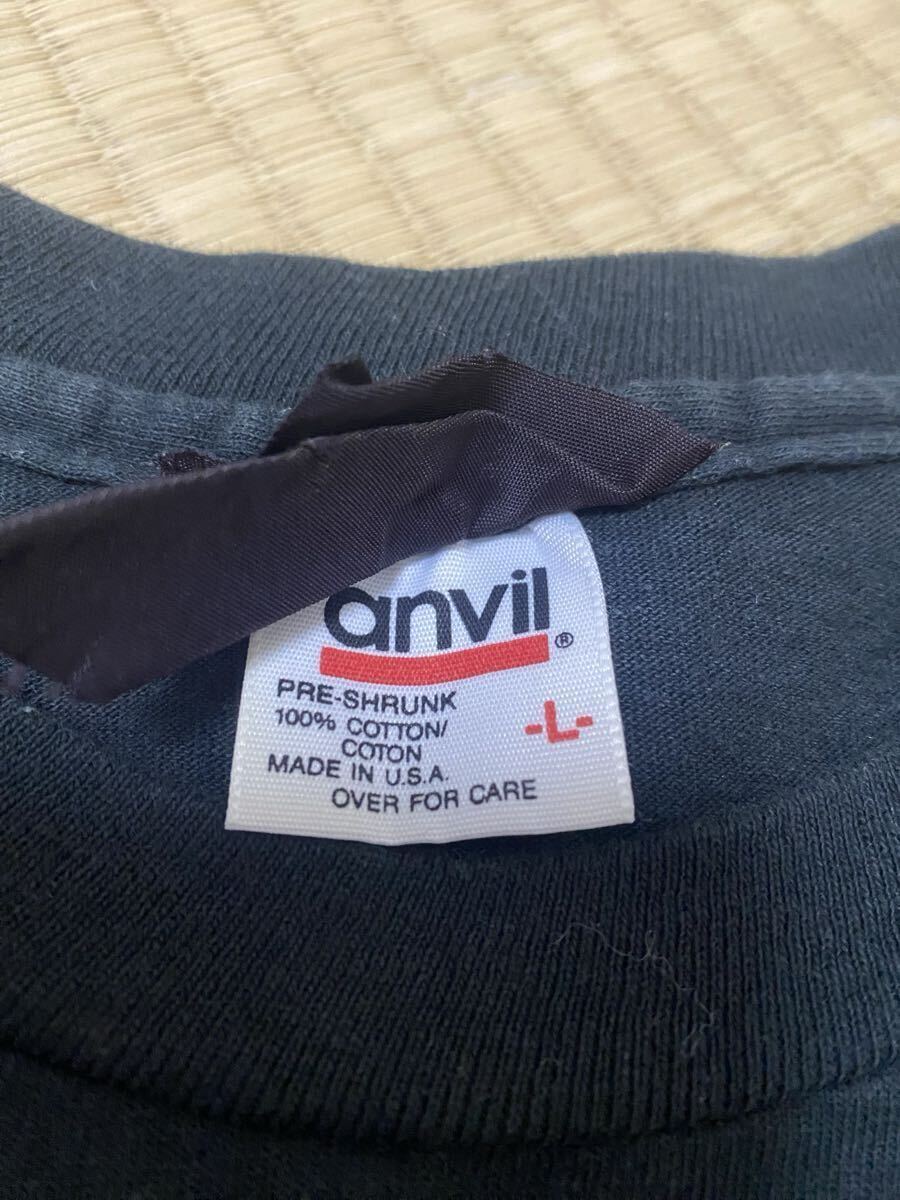 anvil®
PRE-SHRUNK
100% COTTON/
COTON
MADE IN U.S.A.
OVER FOR CARE
-L-